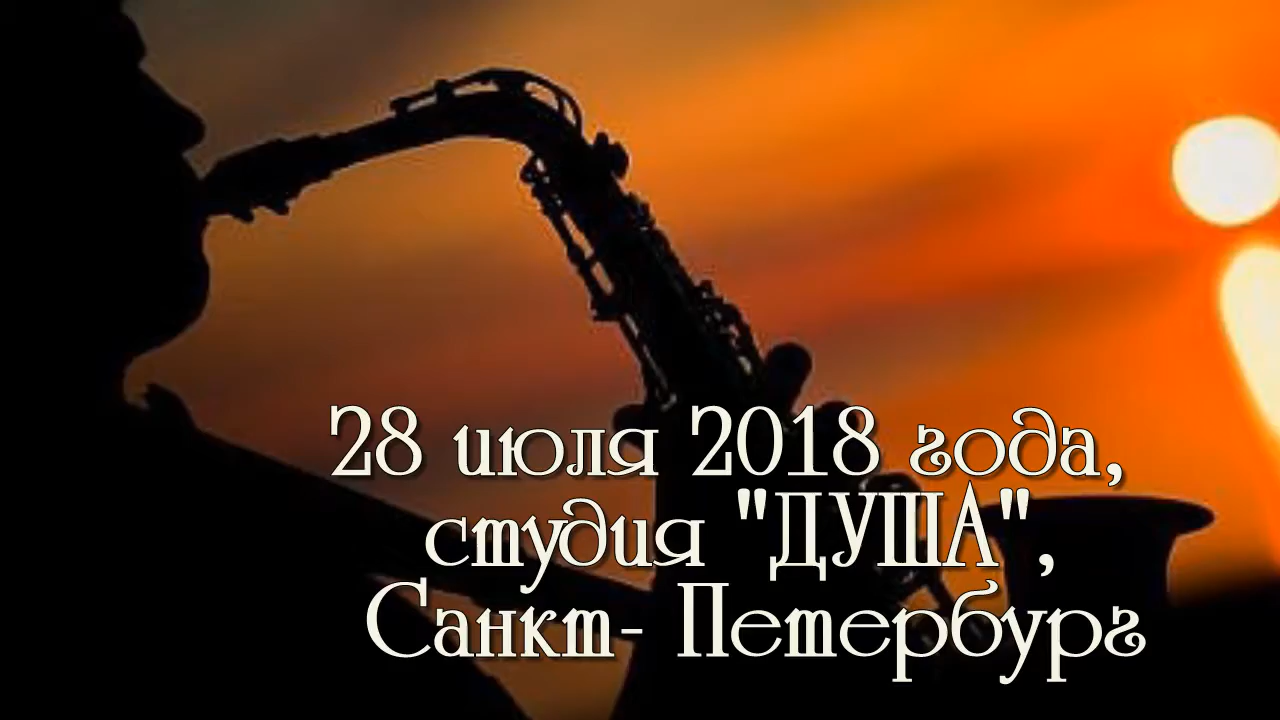 28 июля 2018 года,
студия "ДУША",
Санкт- Петербург